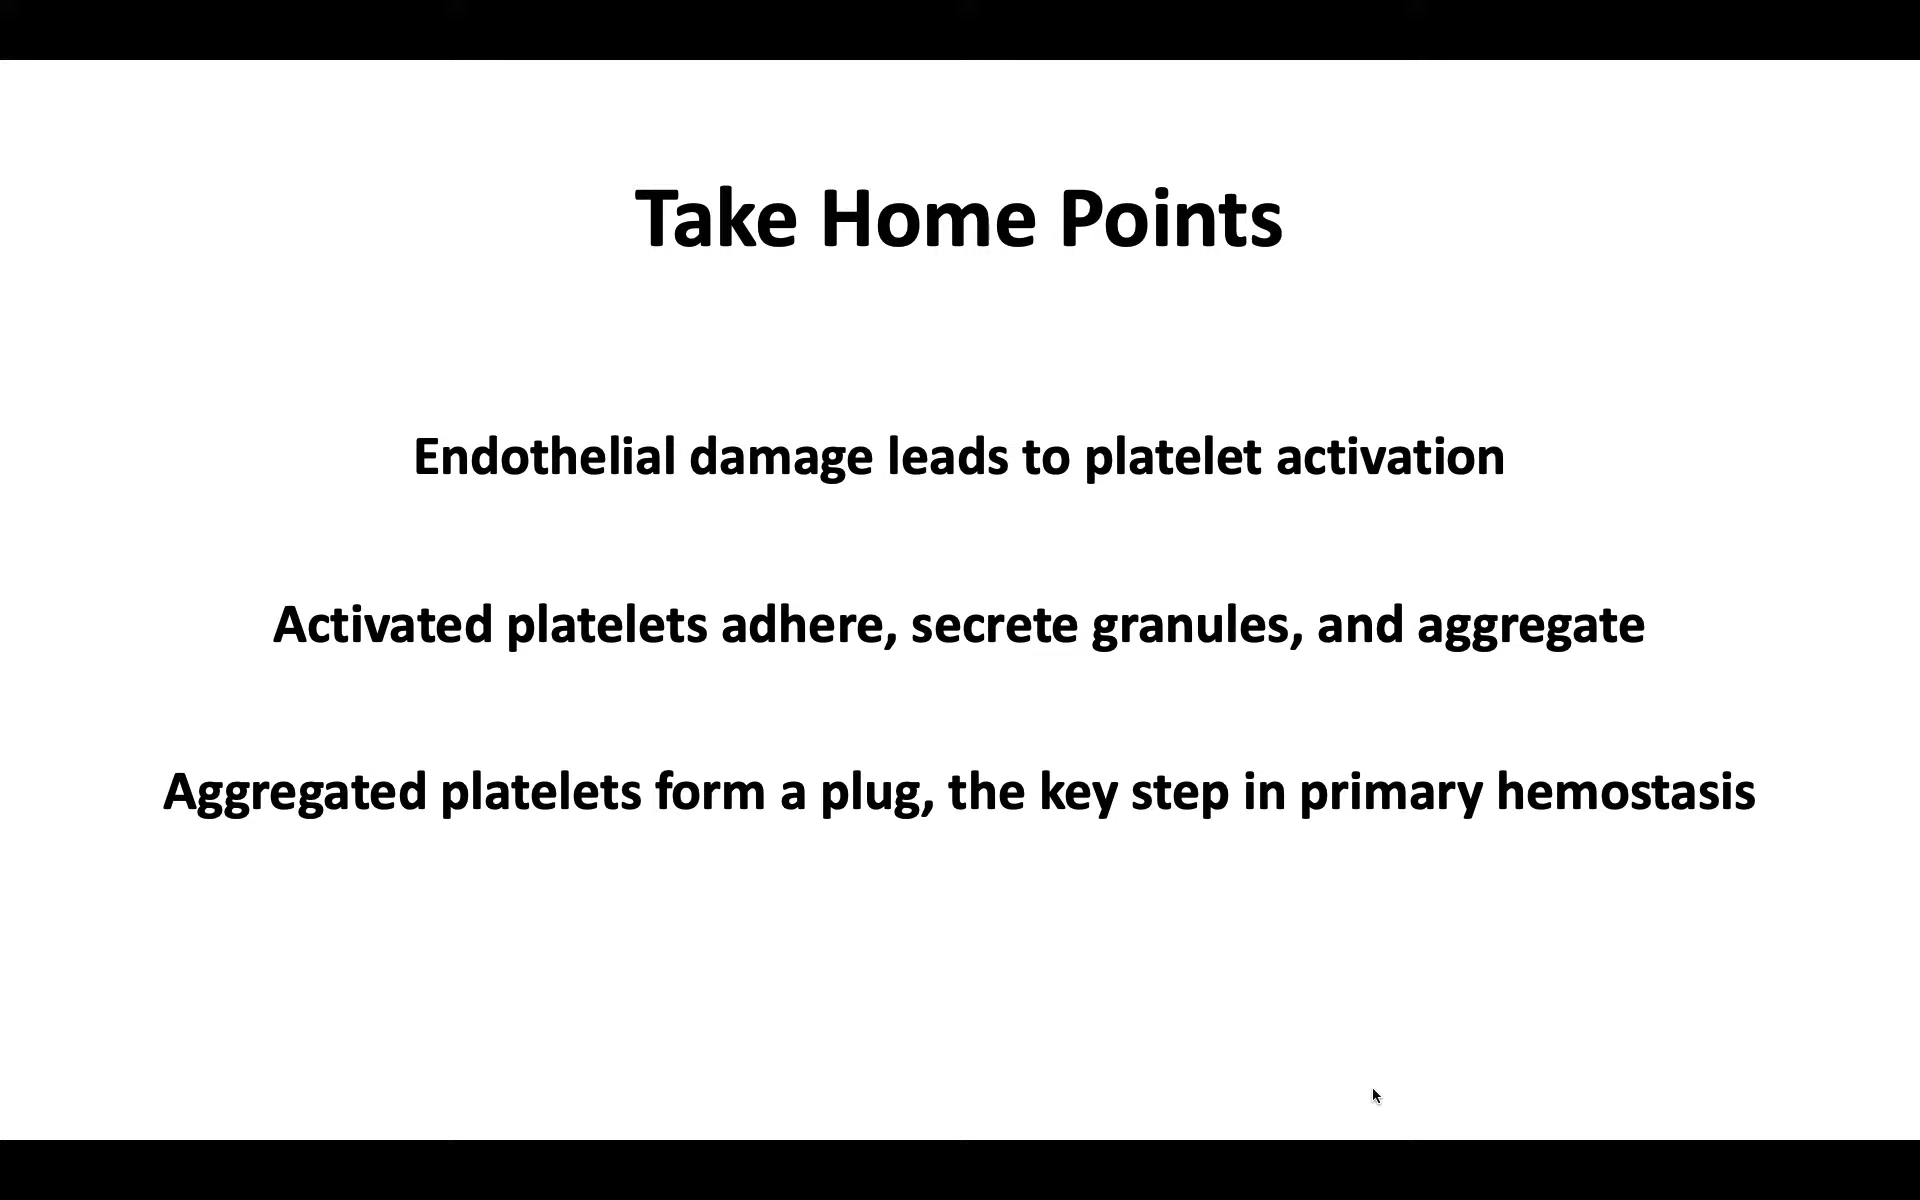 Take Home Points
Endothelial damage leads to platelet activation
Activated platelets adhere, secrete granules, and aggregate
Aggregated platelets form a plug, the key step in primary hemostasis